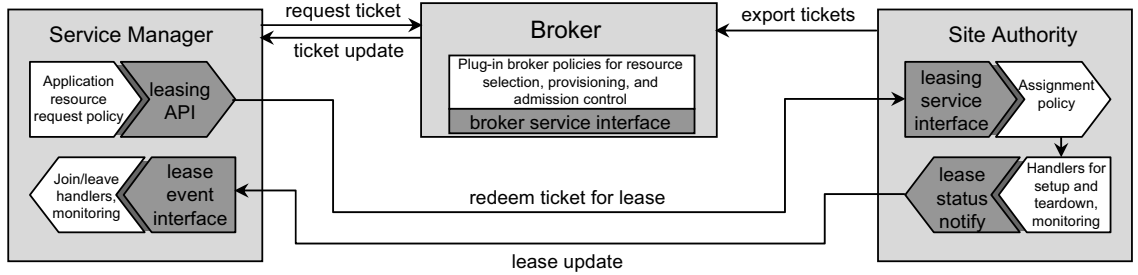 request ticket
ticket update
export tickets
Service Manager
Application
resource
request policy
leasing
API
Join/leave
handlers,
monitoring
lease
event
interface
Broker
Plug-in broker policies for resource
selection, provisioning, and
admission control
broker service interface
redeem ticket for lease
lease update
Site Authority
leasing
service
interface
Assignment
policy
lease
status
notify
Handlers for
setup and
teardown,
monitoring